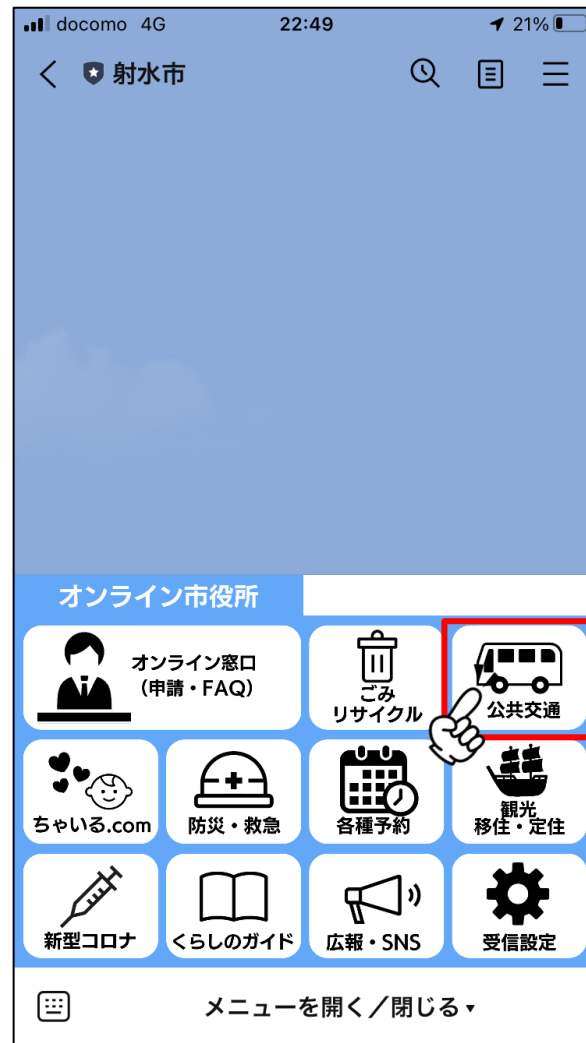 docomo 4G 22:49 21%
射水市
オンライン市役所
オンライン窓口
(申請・FAQ)
ごみ
リサイクル
公共交通
ちゃいる.com
防災・救急
各種予約
観光
移住・定住
新型コロナ
くらしのガイド
広報・SNS
受信設定
メニューを開く/閉じる▾